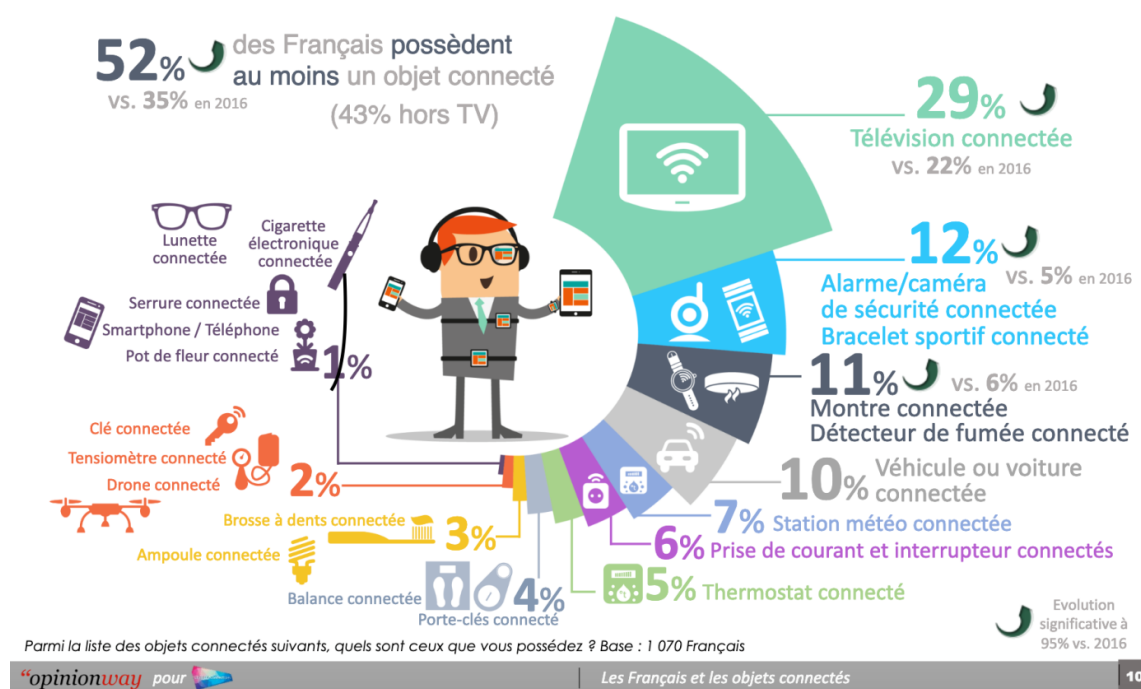 52%
des Français possèdent
au moins un objet connecté
vs. 35% en 2016
(43% hors TV)
29%
Télévision connectée
vs. 22% en 2016
12%
vs. 5% en 2016
Alarme/caméra
de sécurité connectée
Bracelet sportif connecté
11%
vs. 6% en 2016
Montre connectée
Détecteur de fumée connecté
10%
Véhicule ou voiture
connectée
7% Station météo connectée
6% Prise de courant et interrupteur connectés
5% Thermostat connecté
4%
Balance connectée
Porte-clés connecté
3%
Brosse à dents connectée
Ampoule connectée
2%
Clé connectée
Tensiomètre connecté
Drone connecté
1%
Lunette
connectée
Cigarette
électronique
connectée
Serrure connectée
Smartphone / Téléphone
Pot de fleur connecté
Evolution
significative à
95% vs. 2016
Parmi la liste des objets connectés suivants, quels sont ceux que vous possédez ? Base : 1 070 Français
“opinionway pour
Les Français et les objets connectés
10